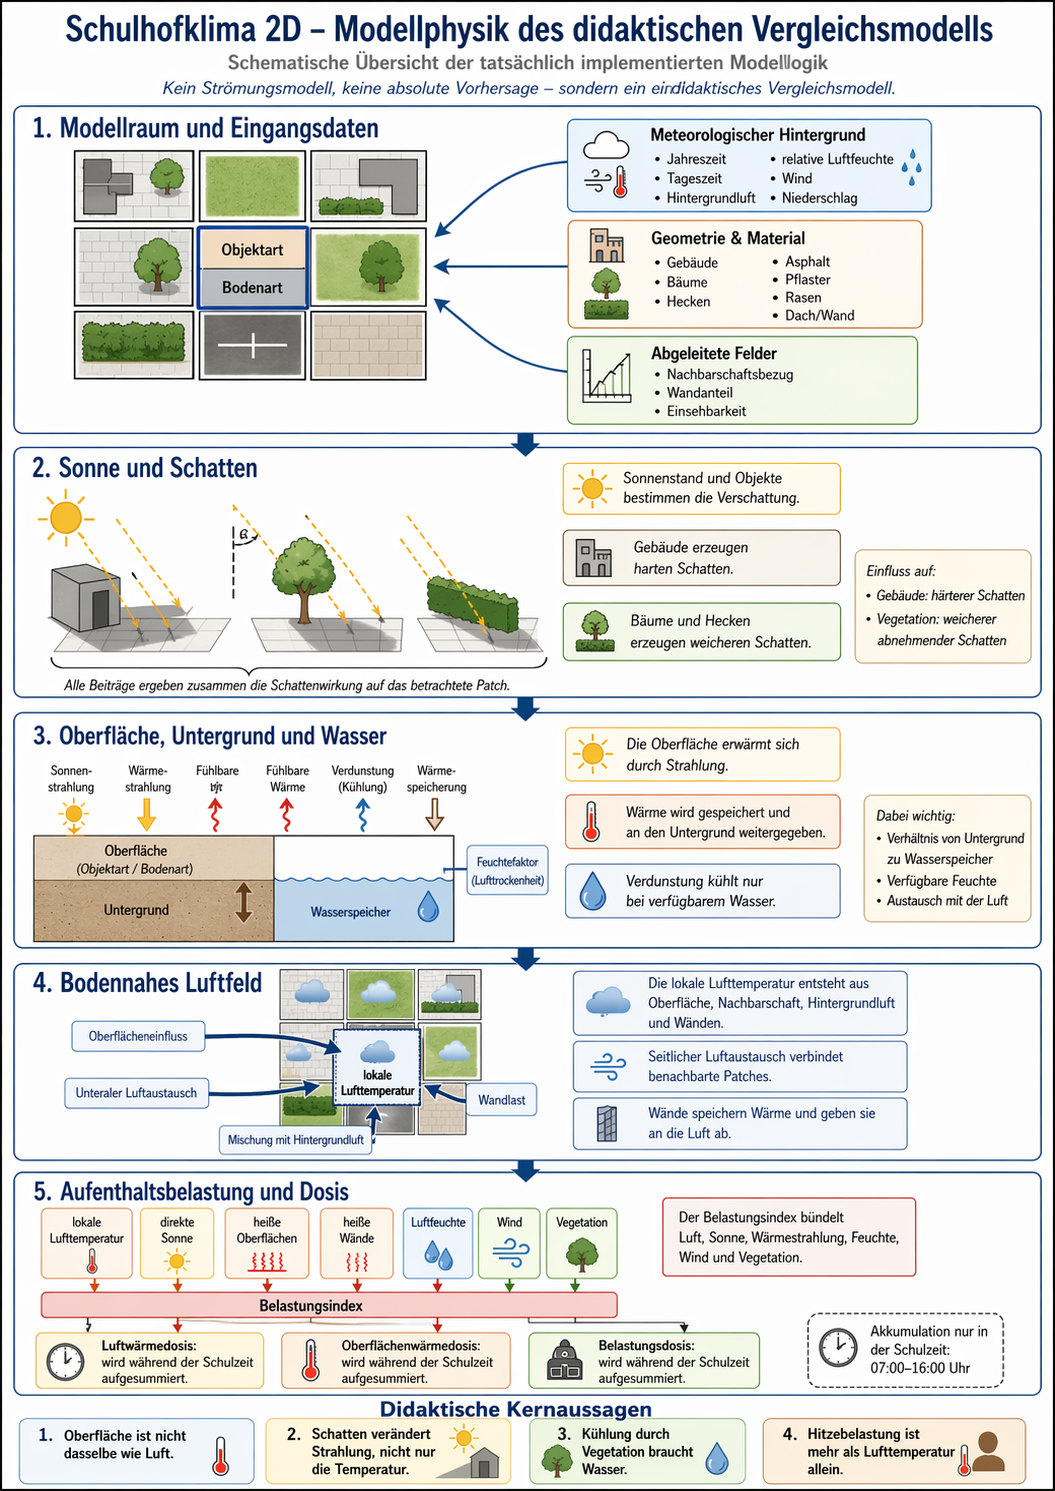 Schulhofklima 2D – Modellphysik des didaktischen Vergleichsmodells
Schematische Übersicht der tatsächlich implementierten Modellogik
Kein Strömungsmodell, keine absolute Vorhersage – sondern ein Vergleichsmodell.
1. Modellraum und Eingangsdaten
Objektart
Bodenart
Meteorologischer Hintergrund
• Jahreszeit
• Tageszeit
• Hintergrundluft
• relative Luftfeuchte
• Wind
• Niederschlag
Geometrie & Material
• Gebäude
• Bäume
• Hecken
• Asphalt
• Pflaster
• Rasen
• Dach/Wand
Abgeleitete Felder
• Nachbarschaftsbezug
• Wandanteil
• Einsehbarkeit
2. Sonne und Schatten
Alle Beiträge ergeben zusammen die Schattenwirkung auf das betrachtete Patch.
Sonnenstand und Objekte
bestimmen die Verschattung.
Gebäude erzeugen
harten Schatten.
Bäume und Hecken
erzeugen weicheren Schatten.
Einfluss auf:
• Gebäude: härterer Schatten
• Vegetation: weicherer
abnehmender Schatten
3. Oberfläche, Untergrund und Wasser
Sonnen-
strahlung
Wärme-
strahlung
Fühlbare
Fühlbare
Wärme
Verdunstung
(Kühlung)
Wärme-
speicherung
Oberfläche
(Objektart / Bodenart)
Untergrund
Wasserspeicher
Feuchtefaktor
(Lufttrockenheit)
Die Oberfläche erwärmt sich
durch Strahlung.
Wärme wird gespeichert und
an den Untergrund weitergegeben.
Verdunstung kühlt nur
bei verfügbarem Wasser.
Dabei wichtig:
• Verhältnis von Untergrund
zu Wasserspeicher
• Verfügbare Feuchte
• Austausch mit der Luft
4. Bodennahes Luftfeld
Oberflächeneinfluss
Unteraler Luftaustausch
Mischung mit Hintergrundluft
lokale
Lufttemperatur
Wandlast
Die lokale Lufttemperatur entsteht aus
Oberfläche, Nachbarschaft, Hintergrundluft
und Wänden.
Seitlicher Luftaustausch verbindet
benachbarte Patches.
Wände speichern Wärme und geben sie
an die Luft ab.
5. Aufenthaltsbelastung und Dosis
lokale
Lufttemperatur
direkte
Sonne
heiße
Oberflächen
heiße
Wände
Luftfeuchte
Wind
Vegetation
Belastungsindex
Der Belastungsindex bündelt
Luft, Sonne, Wärmestrahlung, Feuchte,
Wind und Vegetation.
Luftwärmedosis:
wird während der Schulzeit
aufgesummiert.
Oberflächenwärmedosis:
wird während der Schulzeit
aufgesummiert.
Belastungsdosis:
wird während der Schulzeit
aufgesummiert.
Akkumulation nur in
der Schulzeit:
07:00–16:00 Uhr
Didaktische Kernaussagen
1. Oberfläche ist nicht
dasselbe wie Luft.
2. Schatten verändert
Strahlung, nicht nur
die Temperatur.
3. Kühlung durch
Vegetation braucht
Wasser.
4. Hitzebelastung ist
mehr als Lufttemperatur
allein.